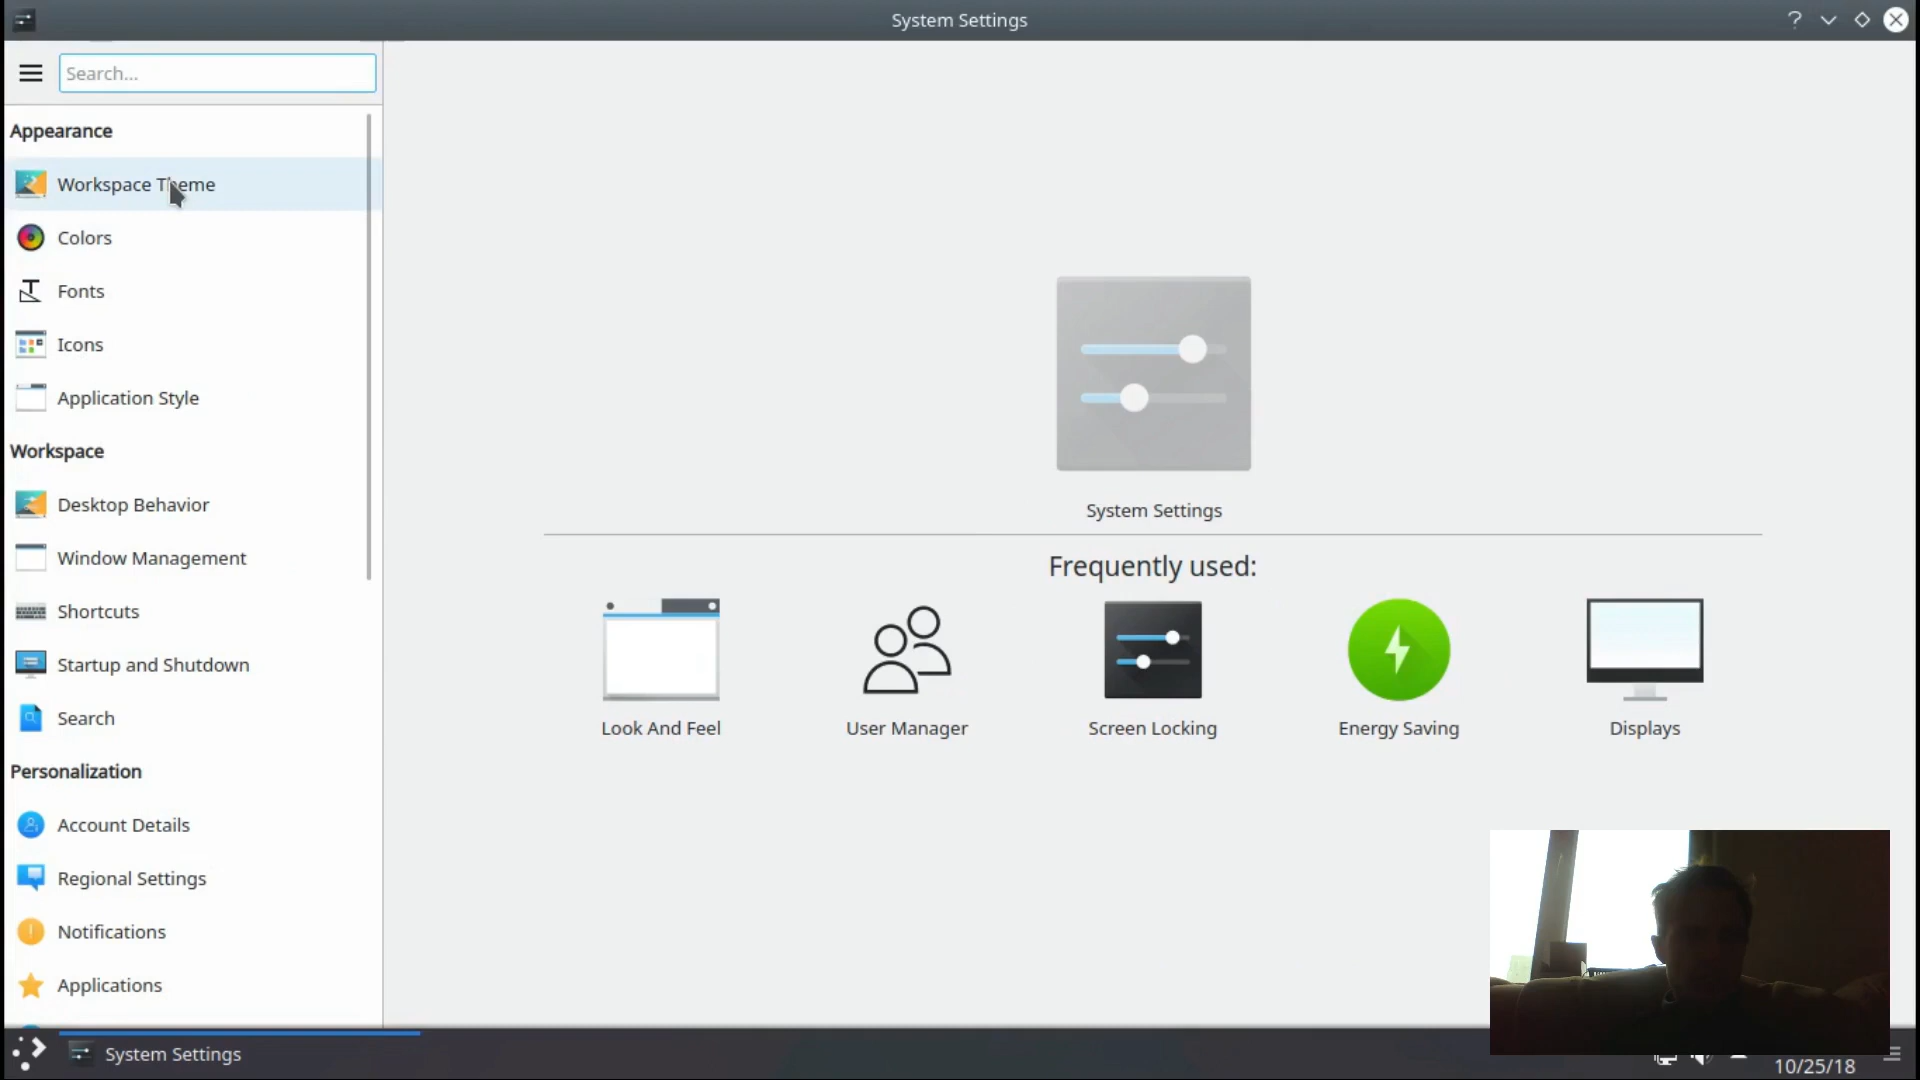 System Settings
Search...
Appearance
Workspace Theme
Colors
Fonts
Icons
Application Style
Workspace
Desktop Behavior
Window Management
Shortcuts
Startup and Shutdown
Search
Personalization
Account Details
Regional Settings
Notifications
Applications
System Settings
Frequently used:
Look And Feel
User Manager
Screen Locking
Energy Saving
Displays
System Settings
10/25/18